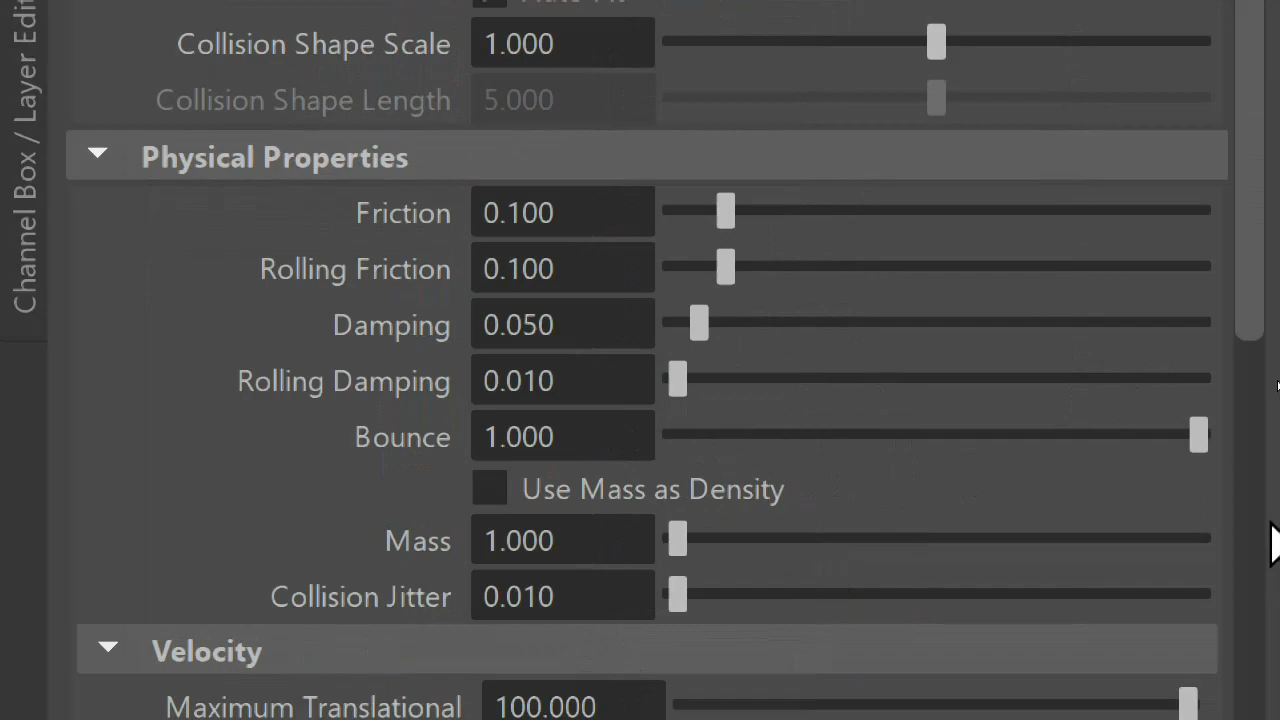 Collision Shape Scale 1.000
Collision Shape Length 5.000
Physical Properties
Friction 0.100
Rolling Friction 0.100
Damping 0.050
Rolling Damping 0.010
Bounce 1.000
Use Mass as Density
Mass 1.000
Collision Jitter 0.010
Velocity
Maximum Translational 100.000
Channel Box / Layer Edit